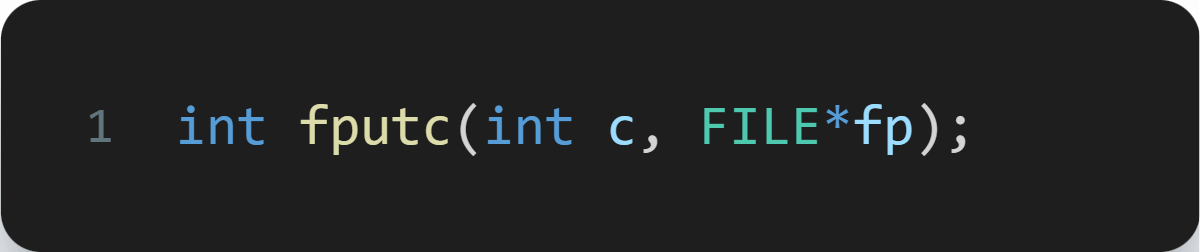 1 int fputc(int c, FILE*fp);